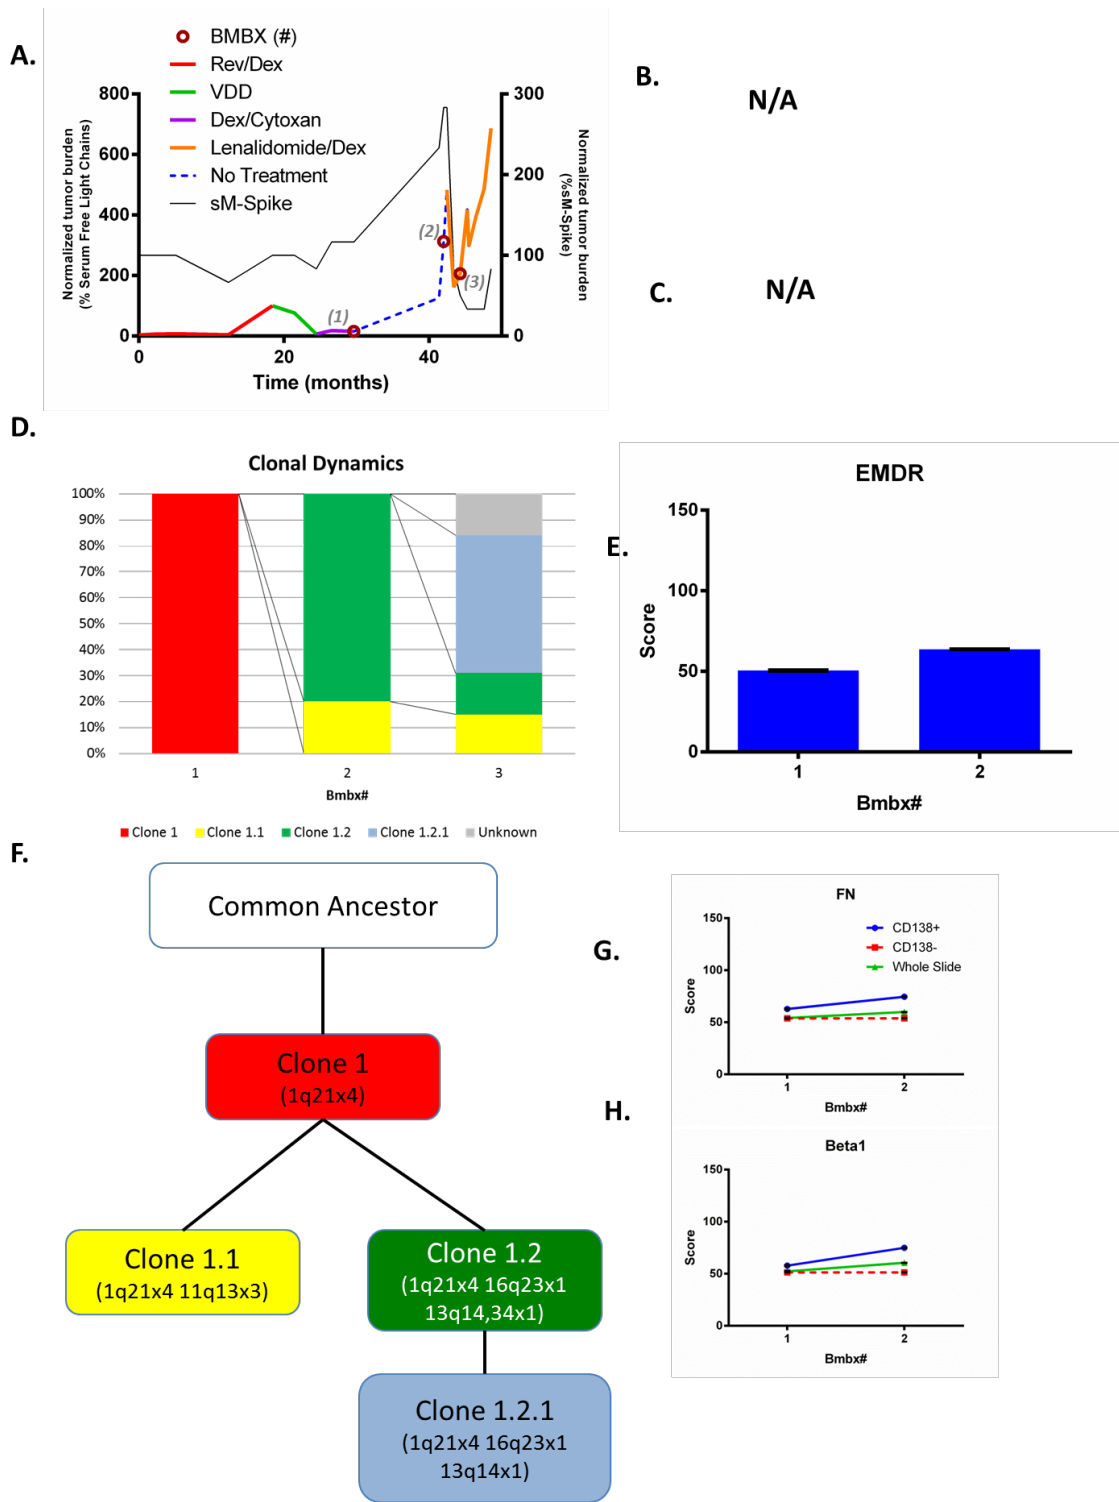 A.
BMBX (#)
Rev/Dex
VDD
Dex/Cytoxan
Lenalidomide/Dex
No Treatment
sM-Spike
Normalized tumor burden
(% Serum Free Light Chains)
800
600
400
200
0
300
200
100
0
Normalized tumor burden
(%sM-Spike)
(1)
(2)
(3)
0
20
40
Time (months)
B.
N/A
C.
N/A
D.
Clonal Dynamics
100%
90%
80%
70%
60%
50%
40%
30%
20%
10%
0%
1
2
3
Bmbx#
Clone 1
Clone 1.1
Clone 1.2
Clone 1.2.1
Unknown
E.
EMDR
Score
150
100
50
0
1
2
Bmbx#
F.
Common Ancestor
Clone 1
(1q21x4)
Clone 1.1
(1q21x4 11q13x3)
Clone 1.2
(1q21x4 16q23x1
13q14,34x1)
Clone 1.2.1
(1q21x4 16q23x1
13q14x1)
G.
FN
CD138+
CD138-
Whole Slide
Score
150
100
50
0
1
2
Bmbx#
H.
Beta1
Score
150
100
50
0
1
2
Bmbx#